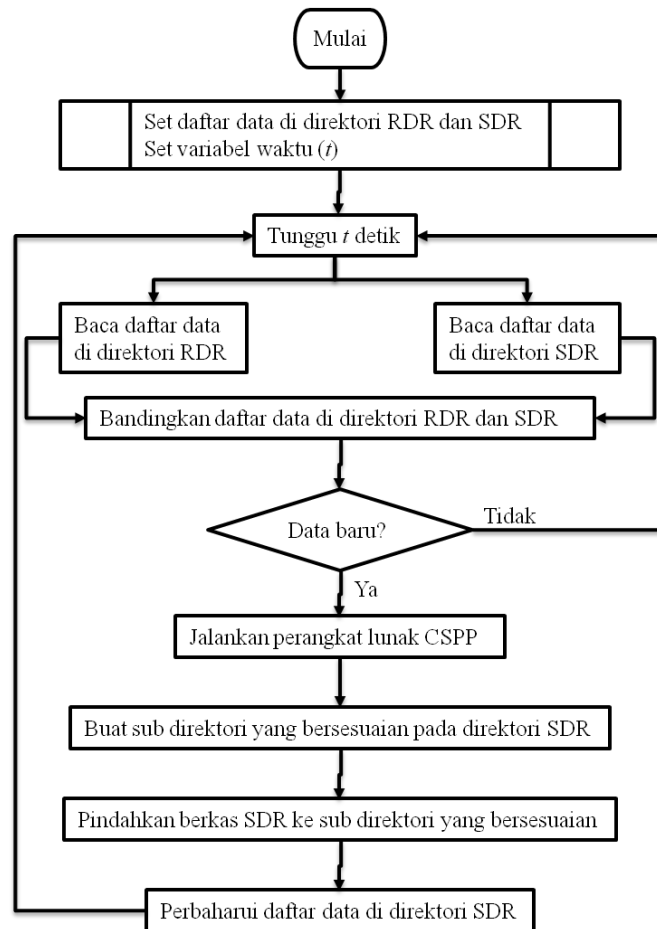 Mulai
Set daftar data di direktori RDR dan SDR
Set variabel waktu (t)
Tunggu t detik
Baca daftar data
di direktori RDR
Baca daftar data
di direktori SDR
Bandingkan daftar data di direktori RDR dan SDR
Data baru?
Tidak
Ya
Jalankan perangkat lunak CSPP
Buat sub direktori yang bersesuaian pada direktori SDR
Pindahkan berkas SDR ke sub direktori yang bersesuaian
Perbaharui daftar data di direktori SDR